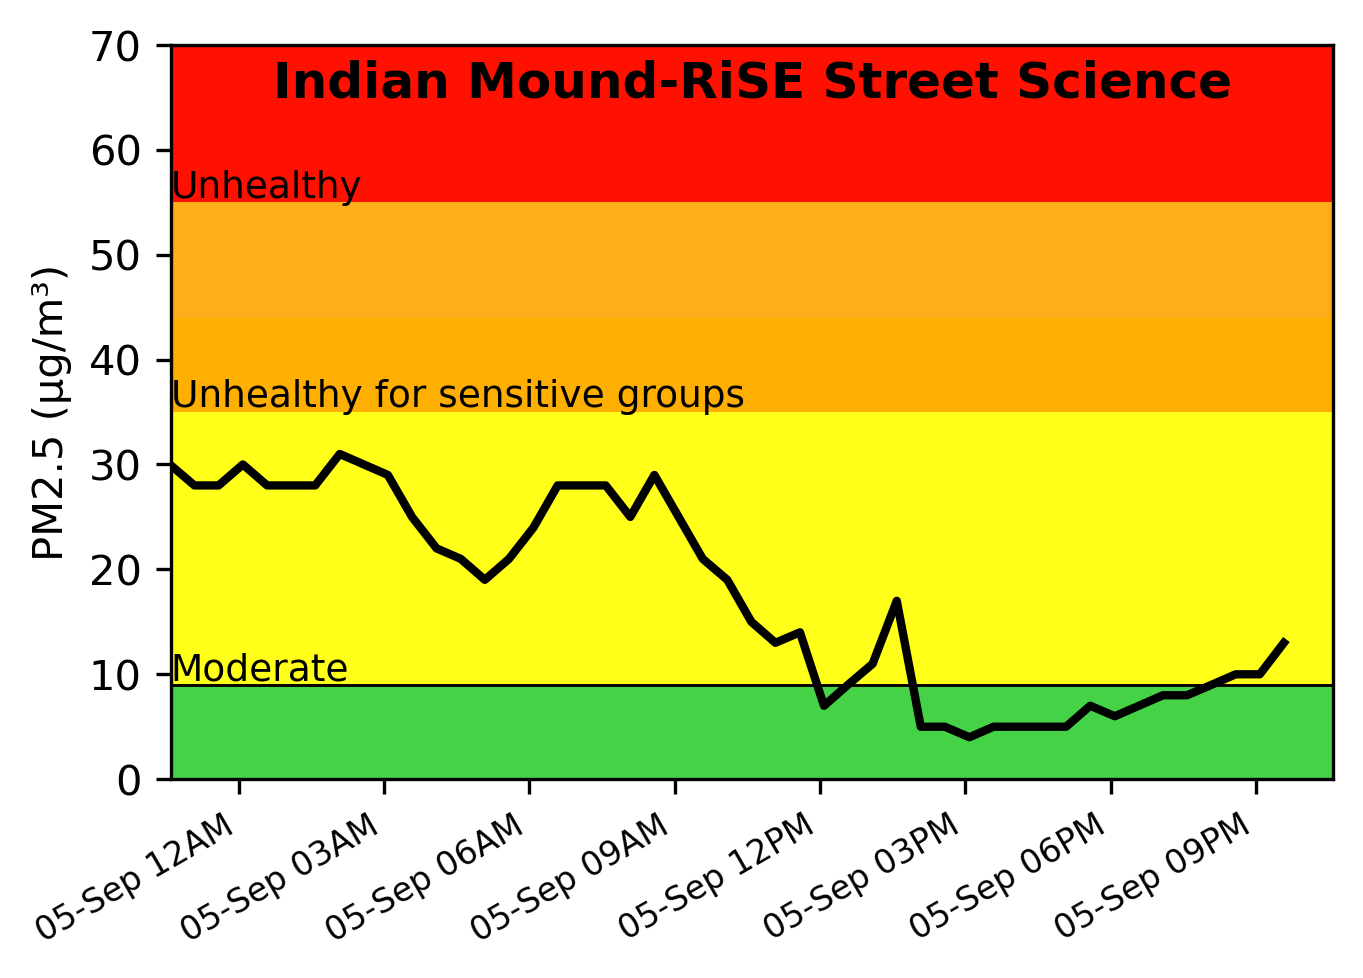 Indian Mound-RiSE Street Science
70
60
Unhealthy
50
40
Unhealthy for sensitive groups
30
20
10
Moderate
0
PM2.5 (μg/m³)
05-Sep 12AM
05-Sep 03AM
05-Sep 06AM
05-Sep 09AM
05-Sep 12PM
05-Sep 03PM
05-Sep 06PM
05-Sep 09PM